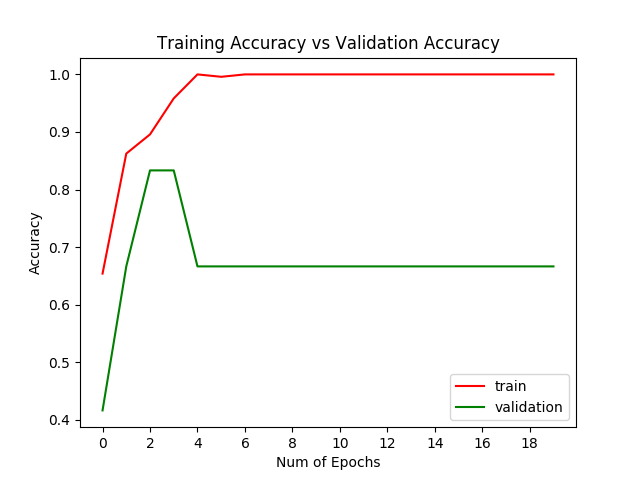 Training Accuracy vs Validation Accuracy
1.0
0.9
0.8
0.7
0.6
0.5
0.4
Accuracy
0 2 4 6 8 10 12 14 16 18
Num of Epochs
train
validation